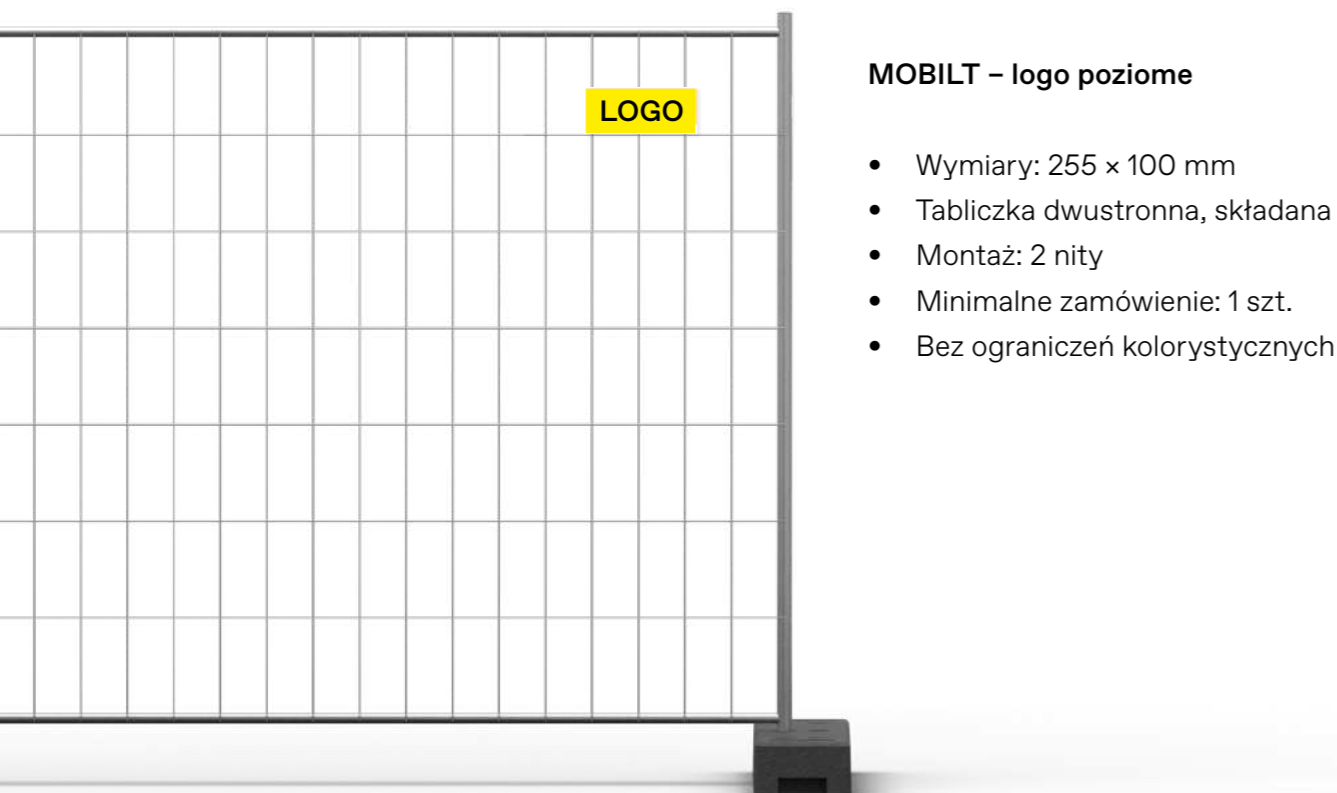 LOGO
MOBILT – logo poziome
• Wymiary: 255 × 100 mm
• Tabliczka dwustronna, składana
• Montaż: 2 nity
• Minimalne zamówienie: 1 szt.
• Bez ograniczeń kolorystycznych